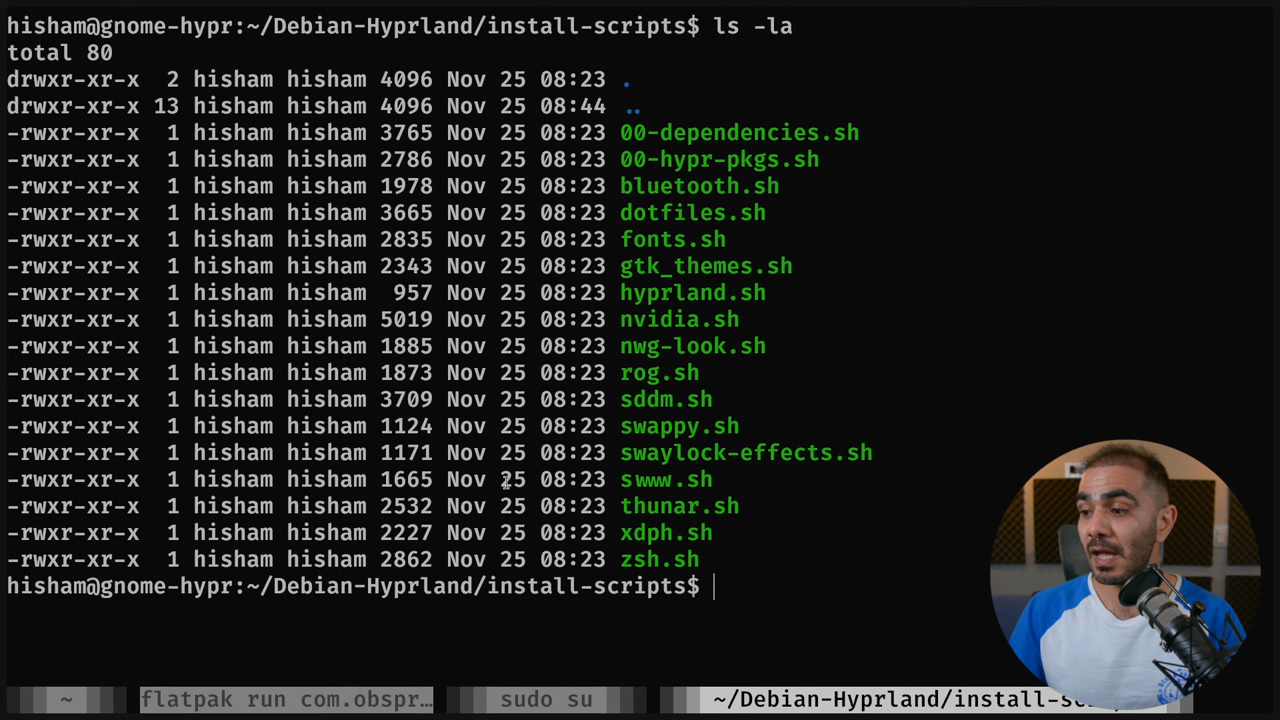 hisham@gnome-hypr:~/Debian-Hyprland/install-scripts$ ls -la
total 80
drwxr-xr-x  2 hisham hisham 4096 Nov 25 08:23 .
drwxr-xr-x 13 hisham hisham 4096 Nov 25 08:44 ..
-rwxr-xr-x  1 hisham hisham 3765 Nov 25 08:23 00-dependencies.sh
-rwxr-xr-x  1 hisham hisham 2786 Nov 25 08:23 00-hypr-pkgs.sh
-rwxr-xr-x  1 hisham hisham 1978 Nov 25 08:23 bluetooth.sh
-rwxr-xr-x  1 hisham hisham 3665 Nov 25 08:23 dotfiles.sh
-rwxr-xr-x  1 hisham hisham 2835 Nov 25 08:23 fonts.sh
-rwxr-xr-x  1 hisham hisham 2343 Nov 25 08:23 gtk_themes.sh
-rwxr-xr-x  1 hisham hisham  957 Nov 25 08:23 hyprland.sh
-rwxr-xr-x  1 hisham hisham 5019 Nov 25 08:23 nvidia.sh
-rwxr-xr-x  1 hisham hisham 1885 Nov 25 08:23 nwg-look.sh
-rwxr-xr-x  1 hisham hisham 1873 Nov 25 08:23 rog.sh
-rwxr-xr-x  1 hisham hisham 3709 Nov 25 08:23 sddm.sh
-rwxr-xr-x  1 hisham hisham 1124 Nov 25 08:23 swappy.sh
-rwxr-xr-x  1 hisham hisham 1171 Nov 25 08:23 swaylock-effects.sh
-rwxr-xr-x  1 hisham hisham 1665 Nov 25 08:23 swww.sh
-rwxr-xr-x  1 hisham hisham 2532 Nov 25 08:23 thunar.sh
-rwxr-xr-x  1 hisham hisham 2227 Nov 25 08:23 xdph.sh
-rwxr-xr-x  1 hisham hisham 2262 Nov 25 08:23 zsh.sh
hisham@gnome-hypr:~/Debian-Hyprland/install-scripts$
~ flatpak run com.obspr… sudo su ~/Debian-Hyprland/install-sc